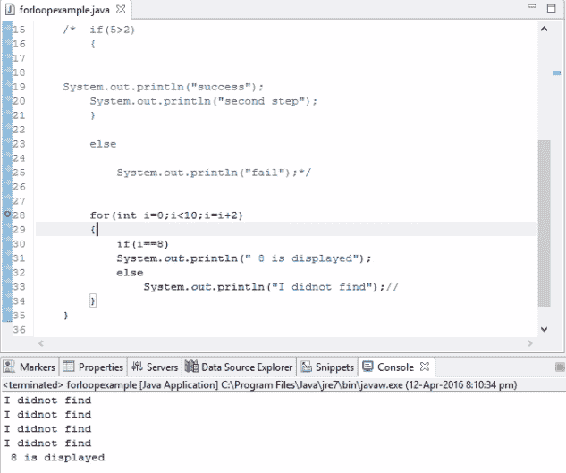 forloopexample.java
15 /* if(5>2)
16 {
17
18
19 System.out.println("success");
20 System.out.println("second step");
21 }
22
23 else
24
25 System.out.println("fail");*/
26
27
28 for(int i=0;i<10;i=i+2)
29 {
30 if(i==8)
31 System.out.println(" 8 is displayed");
32 else
33 System.out.println("I didnot find");//
34 }
35 }
36
Markers Properties Servers Data Source Explorer Snippets Console
<terminated> forloopexample [Java Application] C:\Program Files\Java\jre7\bin\javaw.exe (12-Apr-2016 8:10:34 pm)
I didnot find
I didnot find
I didnot find
I didnot find
8 is displayed